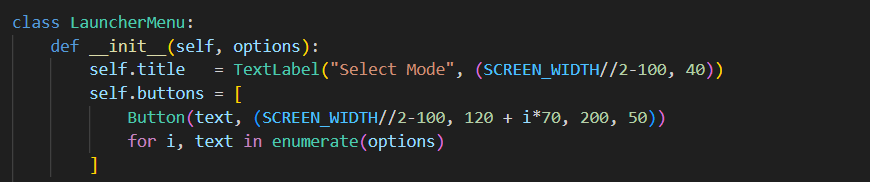 class LauncherMenu:
    def __init__(self, options):
        self.title   = TextLabel("Select Mode", (SCREEN_WIDTH//2-100, 40))
        self.buttons = [
            Button(text, (SCREEN_WIDTH//2-100, 120 + i*70, 200, 50))
            for i, text in enumerate(options)
        ]